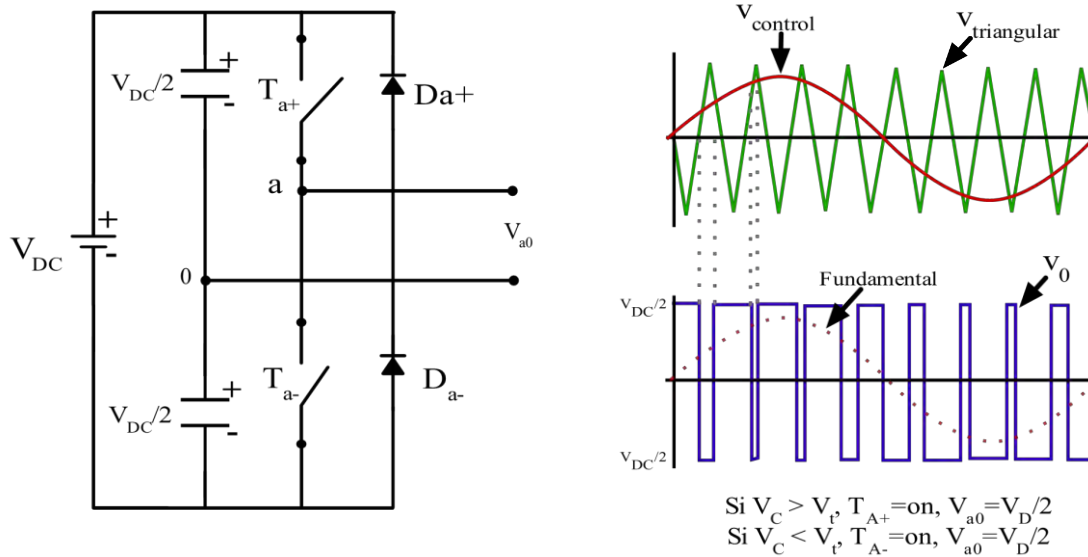 V_DC
+
-
V_DC/2
+
-
T_a+
Da+
a
V_a0
0
T_a-
D_a-
V_DC/2
+
-
v_control
v_triangular
V_DC/2
Fundamental
v_0
V_DC/2
Si V_C > V_t, T_A+=on, V_a0=V_D/2
Si V_C < V_t, T_A-=on, V_a0=V_D/2